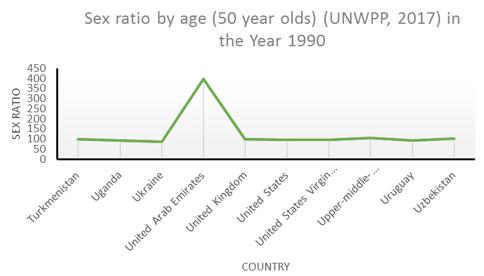 Sex ratio by age (50 year olds) (UNWPP, 2017) in
the Year 1990
450
400
350
300
250
200
150
100
50
0
SEX RATIO
Turkmenistan
Uganda
Ukraine
United Arab Emirates
United Kingdom
United States
United States Virgin...
Upper-middle-...
Uruguay
Uzbekistan
COUNTRY